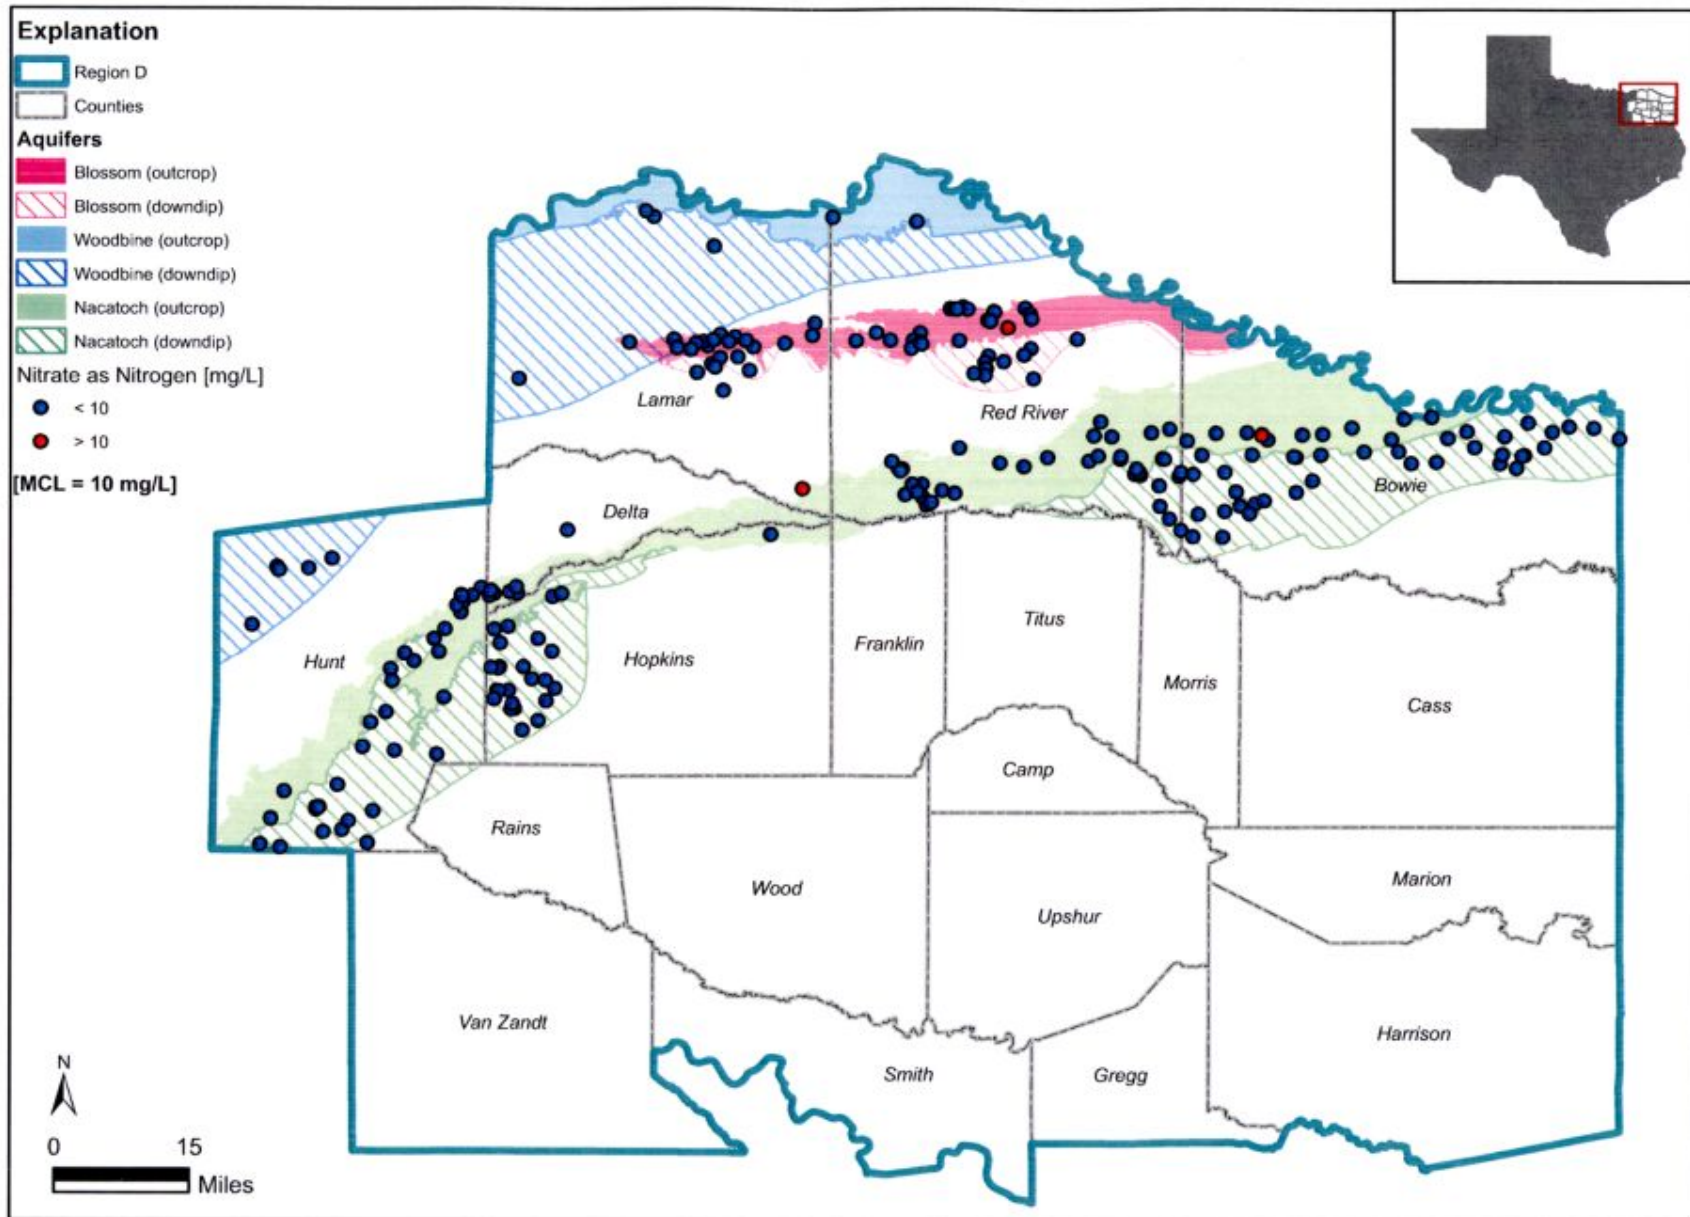 Explanation
Region D
Counties
Aquifers
Blossom (outcrop)
Blossom (downdip)
Woodbine (outcrop)
Woodbine (downdip)
Nacatoch (outcrop)
Nacatoch (downdip)
Nitrate as Nitrogen [mg/L]
< 10
> 10
[MCL = 10 mg/L]
Lamar
Red River
Bowie
Delta
Hunt
Hopkins
Franklin
Titus
Morris
Cass
Camp
Rains
Wood
Upshur
Marion
Van Zandt
Smith
Gregg
Harrison
N
0 15
Miles